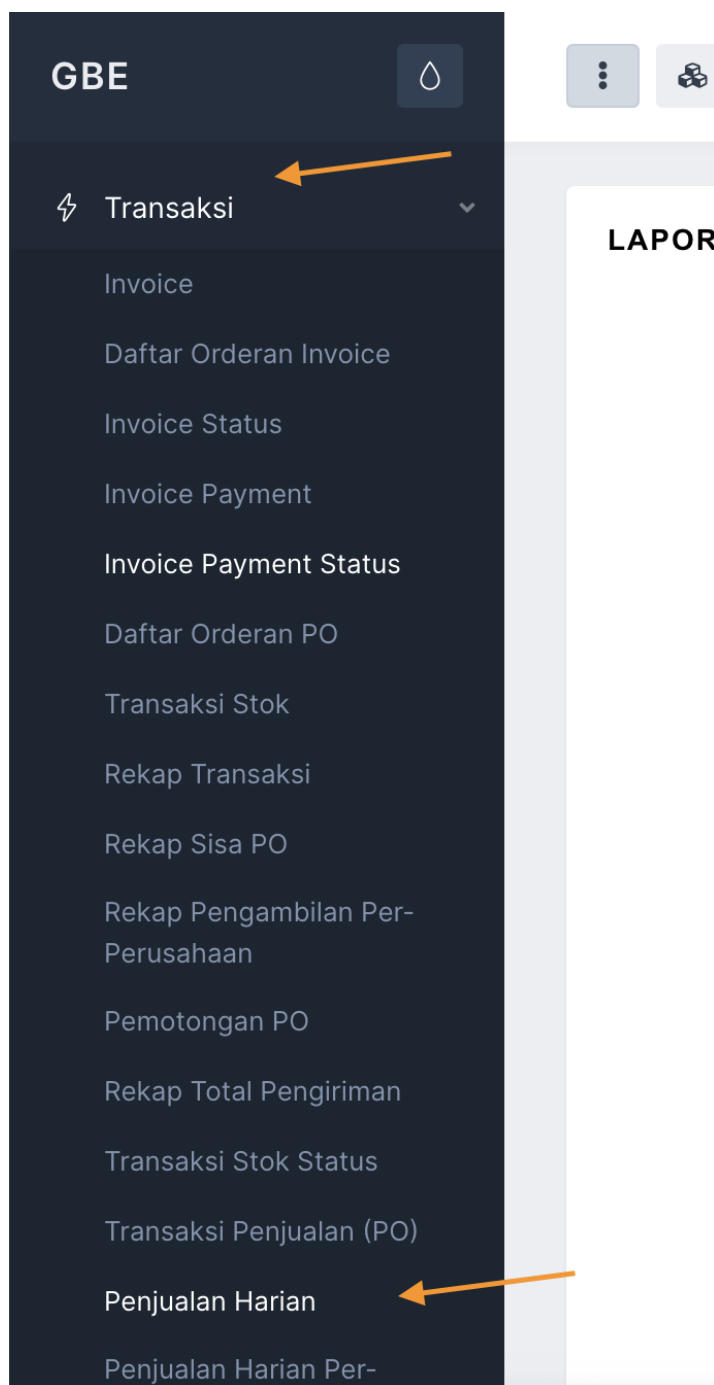 GBE
Transaksi
LAPOR
Invoice
Daftar Orderan Invoice
Invoice Status
Invoice Payment
Invoice Payment Status
Daftar Orderan PO
Transaksi Stok
Rekap Transaksi
Rekap Sisa PO
Rekap Pengambilan Per-
Perusahaan
Pemotongan PO
Rekap Total Pengiriman
Transaksi Stok Status
Transaksi Penjualan (PO)
Penjualan Harian
Penjualan Harian Per-